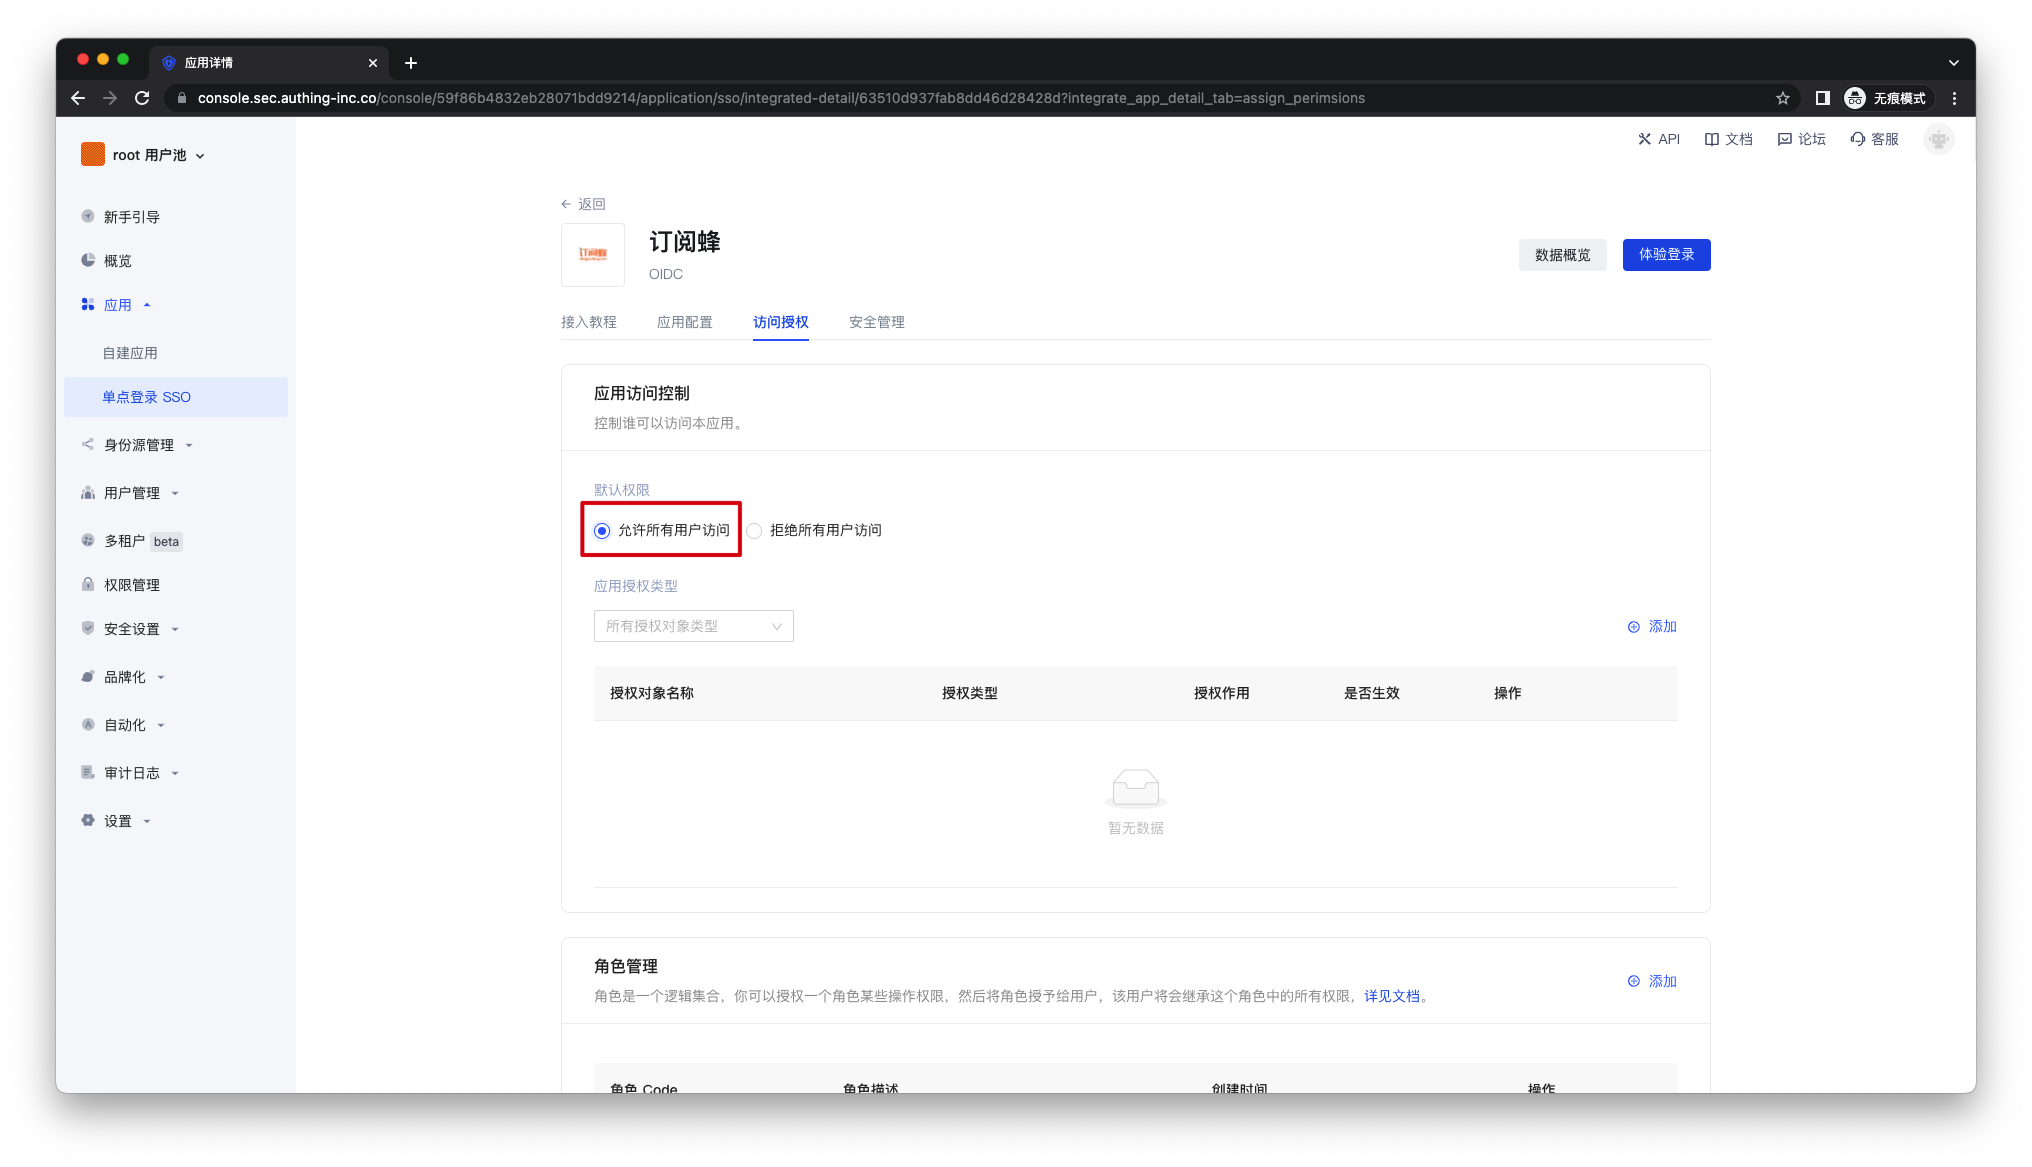 应用详情
console.sec.authing-inc.co/console/59f86b4832eb28071bdd9214/application/sso/integrated-detail/63510d937fab8dd46d28428d?integrate_app_detail_tab=assign_perimsions
无痕模式
root 用户池
API
文档
论坛
客服
新手引导
概览
应用
自建应用
单点登录 SSO
身份源管理
用户管理
多租户 beta
权限管理
安全设置
品牌化
自动化
审计日志
设置
返回
订阅蜂
订阅蜂
OIDC
数据概览
体验登录
接入教程
应用配置
访问授权
安全管理
应用访问控制
控制谁可以访问本应用。
默认权限
允许所有用户访问
拒绝所有用户访问
应用授权类型
所有授权对象类型
添加
授权对象名称
授权类型
授权作用
是否生效
操作
暂无数据
角色管理
角色是一个逻辑集合，你可以授权一个角色某些操作权限，然后将角色授予给用户，该用户将会继承这个角色中的所有权限，详见文档。
添加
角色 Code
角色描述
创建时间
操作